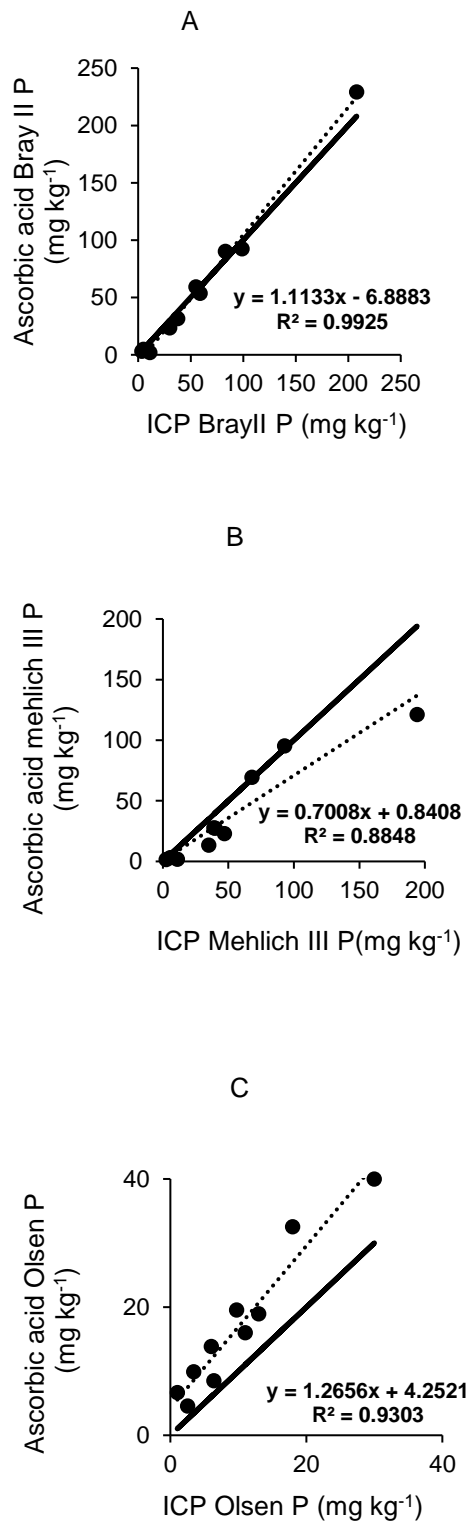 A
Ascorbic acid Bray II P
(mg kg-1)
250
200
150
100
50
0
y = 1.1133x - 6.8883
R² = 0.9925
0 50 100 150 200 250
ICP BrayII P (mg kg-1)
B
Ascorbic acid mehlich III P
(mg kg-1)
200
150
100
50
0
y = 0.7008x + 0.8408
R² = 0.8848
0 50 100 150 200
ICP Mehlich III P(mg kg-1)
C
Ascorbic acid Olsen P
(mg kg-1)
40
20
0
y = 1.2656x + 4.2521
R² = 0.9303
0 20 40
ICP Olsen P (mg kg-1)